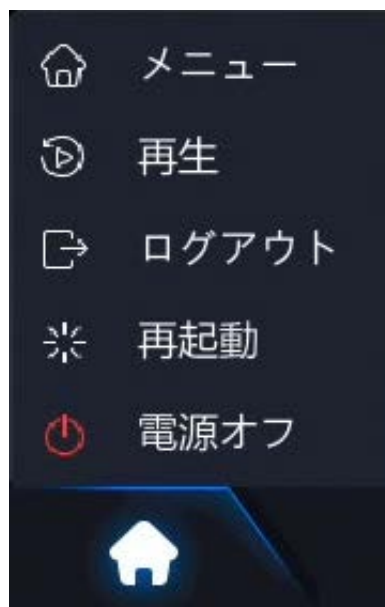 メニュー
再生
ログアウト
再起動
電源オフ